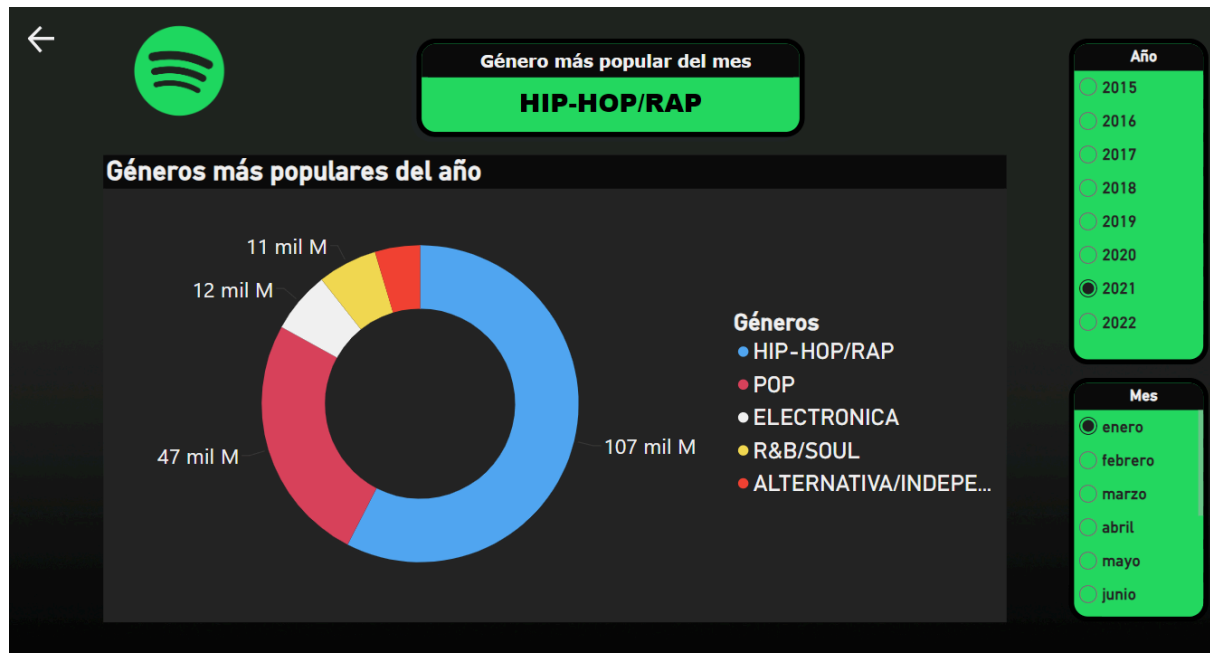 Género más popular del mes
HIP-HOP/RAP
Géneros más populares del año
11 mil M
12 mil M
47 mil M
107 mil M
Géneros
HIP-HOP/RAP
POP
ELECTRONICA
R&B/SOUL
ALTERNATIVA/INDEPE...
Año
2015
2016
2017
2018
2019
2020
2021
2022
Mes
enero
febrero
marzo
abril
mayo
junio